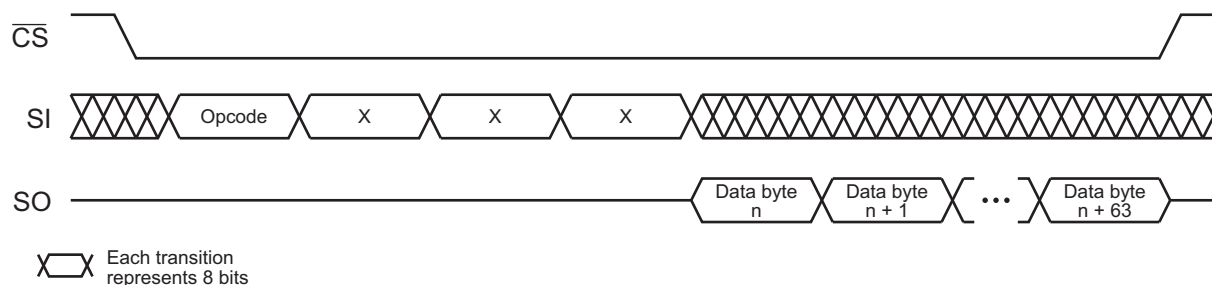 CS
SI
Opcode
X
X
X
SO
Data byte
n
Data byte
n + 1
•••
Data byte
n + 63
Each transition
represents 8 bits